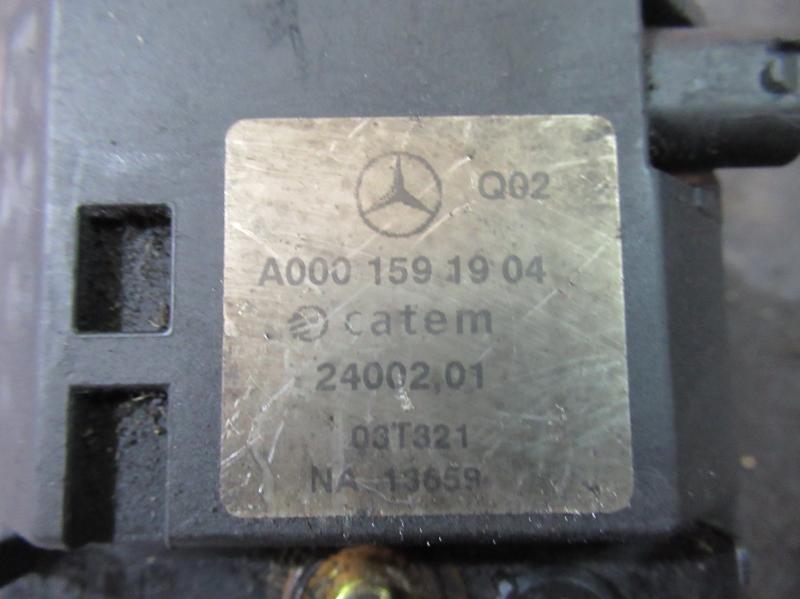 Q02
A000 159 19 04
catem
24002,01
03T321
NA 13659